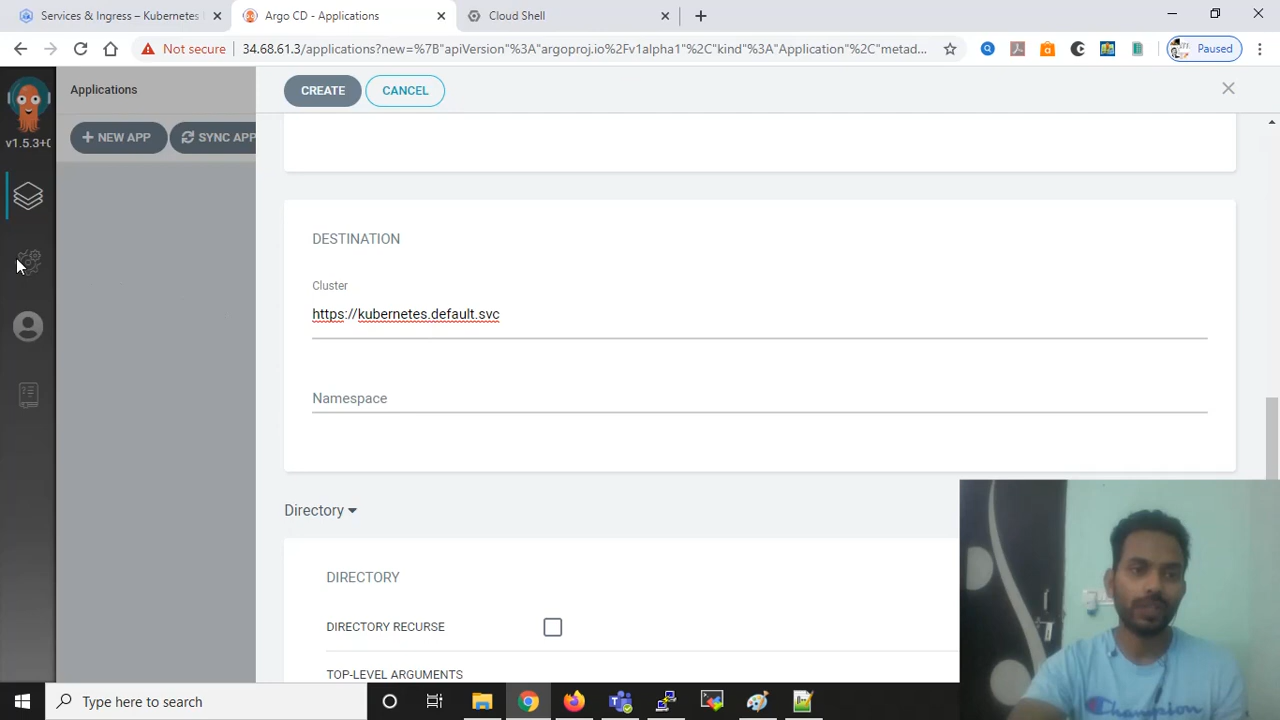 Services & Ingress – Kubernetes
Argo CD - Applications
Cloud Shell
Not secure
34.68.61.3/applications?new=%7B"apiVersion"%3A"argoproj.io%2Fv1alpha1"%2C"kind"%3A"Application"%2C"metad...
Paused
Applications
CREATE
CANCEL
v1.5.3+0
NEW APP
SYNC APP
DESTINATION
Cluster
https://kubernetes.default.svc
Namespace
Directory
DIRECTORY
DIRECTORY RECURSE
TOP-LEVEL ARGUMENTS
Champion
Type here to search